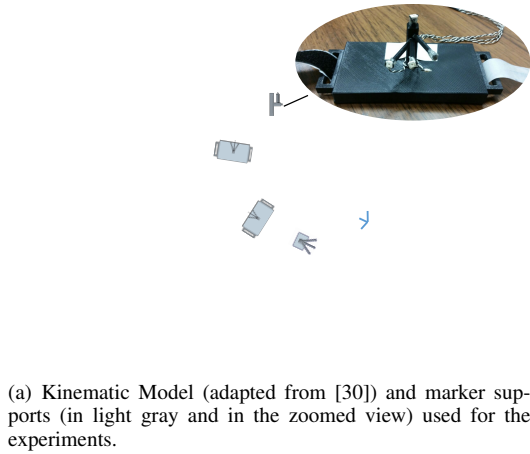 (a) Kinematic Model (adapted from [30]) and marker sup-
ports (in light gray and in the zoomed view) used for the
experiments.